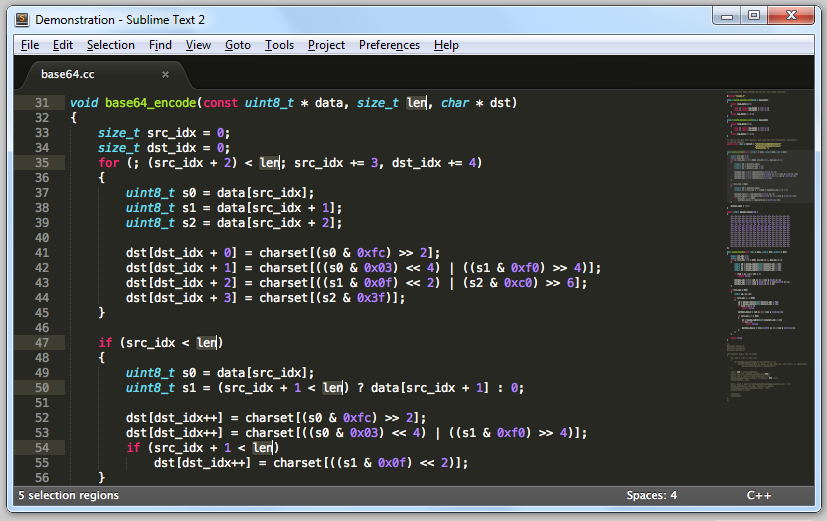 Demonstration - Sublime Text 2
File Edit Selection Find View Goto Tools Project Preferences Help
base64.cc ×
31 void base64_encode(const uint8_t * data, size_t len, char * dst)
32 {
33     size_t src_idx = 0;
34     size_t dst_idx = 0;
35     for (; (src_idx + 2) < len; src_idx += 3, dst_idx += 4)
36     {
37         uint8_t s0 = data[src_idx];
38         uint8_t s1 = data[src_idx + 1];
39         uint8_t s2 = data[src_idx + 2];
40
41         dst[dst_idx + 0] = charset[(s0 & 0xfc) >> 2];
42         dst[dst_idx + 1] = charset[((s0 & 0x03) << 4) | ((s1 & 0xf0) >> 4)];
43         dst[dst_idx + 2] = charset[((s1 & 0x0f) << 2) | (s2 & 0xc0) >> 6];
44         dst[dst_idx + 3] = charset[(s2 & 0x3f)];
45     }
46
47     if (src_idx < len)
48     {
49         uint8_t s0 = data[src_idx];
50         uint8_t s1 = (src_idx + 1 < len) ? data[src_idx + 1] : 0;
51
52         dst[dst_idx++] = charset[(s0 & 0xfc) >> 2];
53         dst[dst_idx++] = charset[((s0 & 0x03) << 4) | ((s1 & 0xf0) >> 4)];
54         if (src_idx + 1 < len)
55             dst[dst_idx++] = charset[((s1 & 0x0f) << 2)];
56     }
5 selection regions Spaces: 4 C++